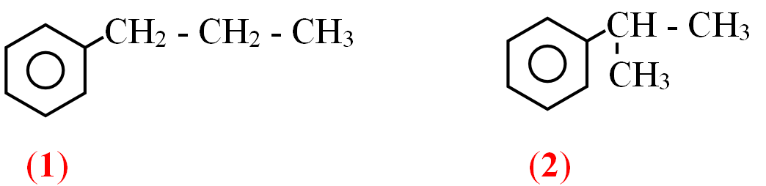 CH₂ - CH₂ - CH₃
CH - CH₃
CH₃
(1)
(2)